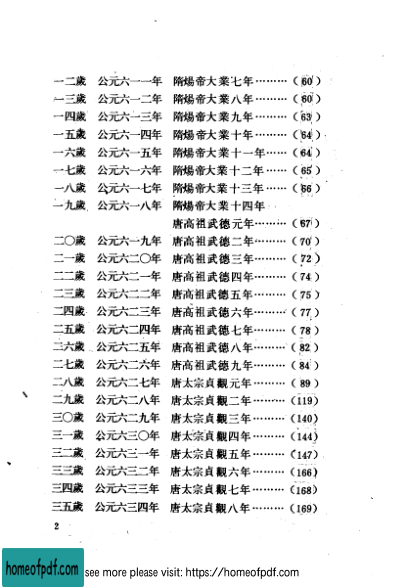 一二歲 公元六一一年 隋煬帝大業七年………(60)
一三歲 公元六一二年 隋煬帝大業八年………(60)
一四歲 公元六一三年 隋煬帝大業九年………(63)
一五歲 公元六一四年 隋煬帝大業十年………(64)
一六歲 公元六一五年 隋煬帝大業十一年……(64)
一七歲 公元六一六年 隋煬帝大業十二年……(65)
一八歲 公元六一七年 隋煬帝大業十三年……(66)
一九歲 公元六一八年 隋煬帝大業十四年
唐高祖武德元年………(67)
二〇歲 公元六一九年 唐高祖武德二年………(70)
二一歲 公元六二〇年 唐高祖武德三年………(72)
二二歲 公元六二一年 唐高祖武德四年………(74)
二三歲 公元六二二年 唐高祖武德五年………(75)
二四歲 公元六二三年 唐高祖武德六年………(77)
二五歲 公元六二四年 唐高祖武德七年………(78)
二六歲 公元六二五年 唐高祖武德八年………(82)
二七歲 公元六二六年 唐高祖武德九年………(84)
二八歲 公元六二七年 唐太宗貞觀元年………(89)
二九歲 公元六二八年 唐太宗貞觀二年………(119)
三〇歲 公元六二九年 唐太宗貞觀三年………(140)
三一歲 公元六三〇年 唐太宗貞觀四年………(144)
三二歲 公元六三一年 唐太宗貞觀五年………(147)
三三歲 公元六三二年 唐太宗貞觀六年………(166)
三四歲 公元六三三年 唐太宗貞觀七年………(168)
三五歲 公元六三四年 唐太宗貞觀八年………(169)
2
homeofpdf.com
see more please visit: https://homeofpdf.com